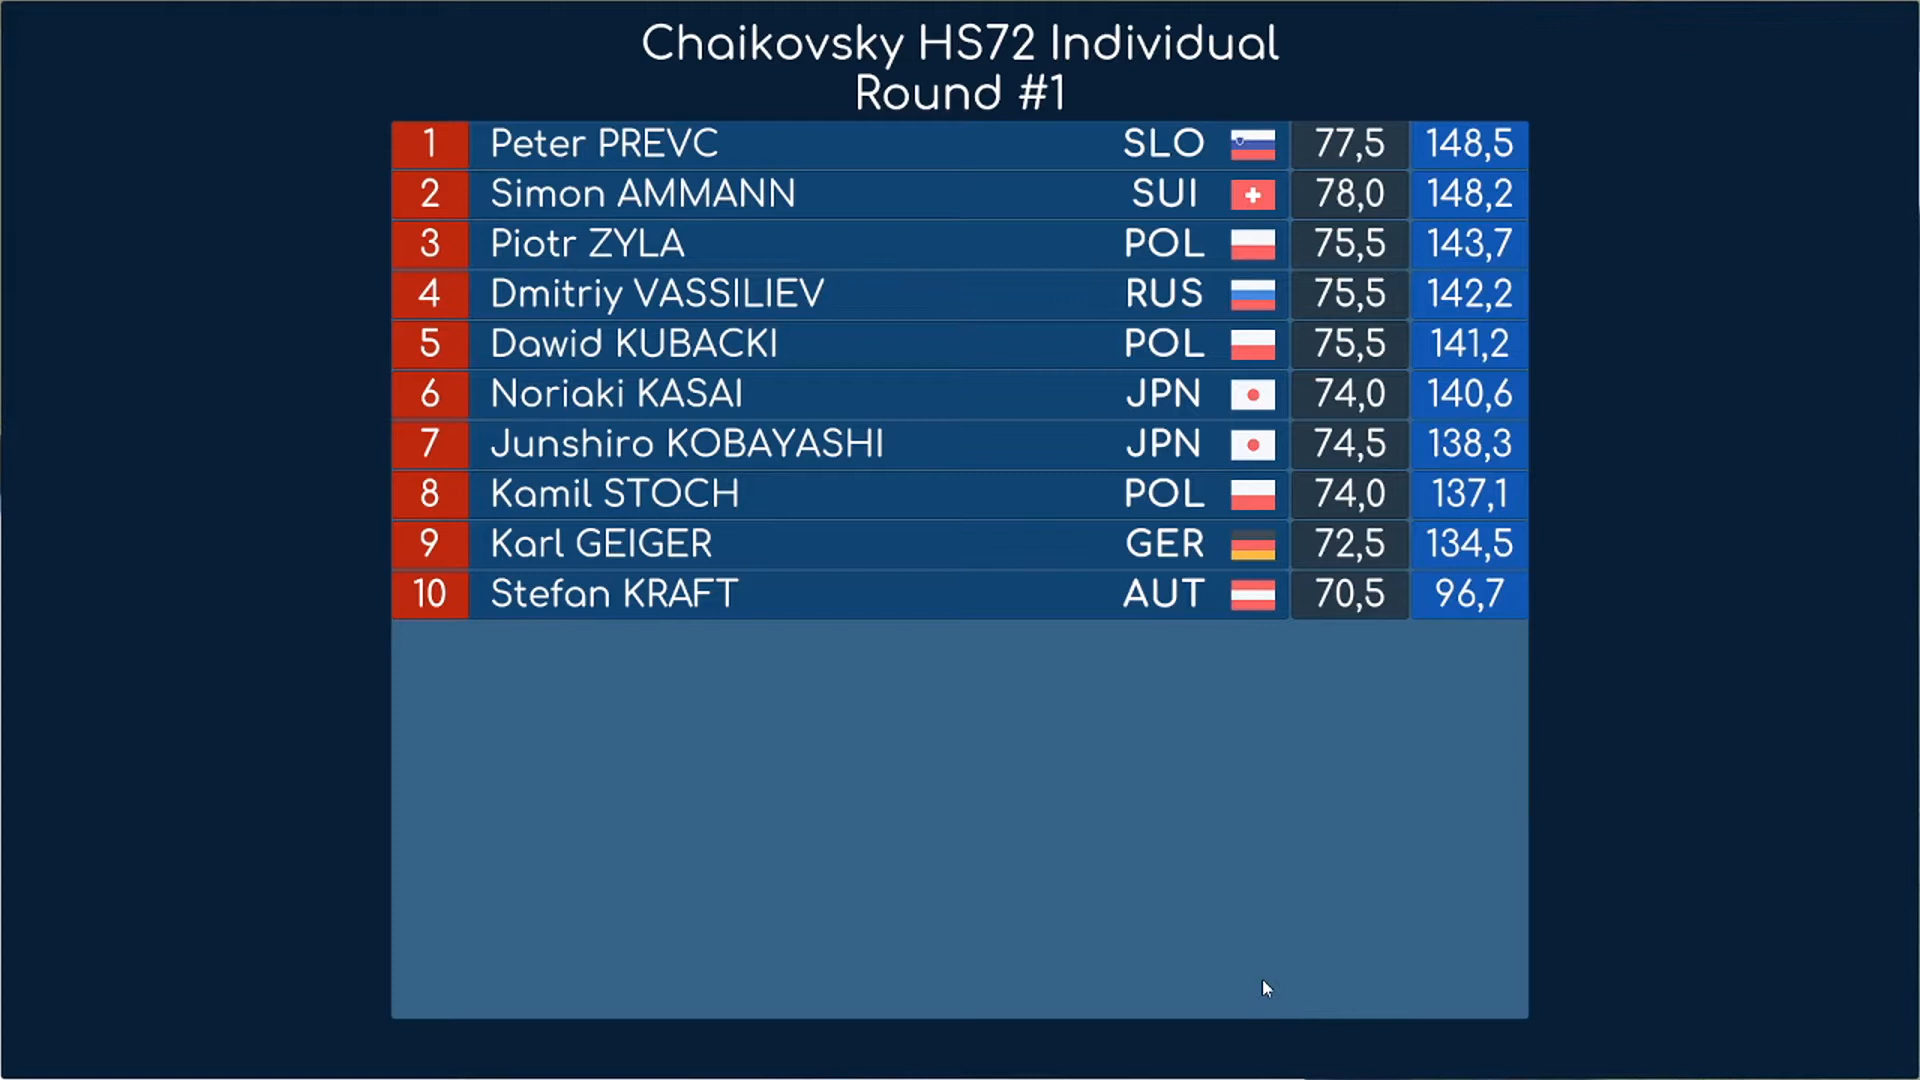 Chaikovsky HS72 Individual
Round #1
1 Peter PREVC SLO 77,5 148,5
2 Simon AMMANN SUI 78,0 148,2
3 Piotr ZYLA POL 75,5 143,7
4 Dmitriy VASSILIEV RUS 75,5 142,2
5 Dawid KUBACKI POL 75,5 141,2
6 Noriaki KASAI JPN 74,0 140,6
7 Junshiro KOBAYASHI JPN 74,5 138,3
8 Kamil STOCH POL 74,0 137,1
9 Karl GEIGER GER 72,5 134,5
10 Stefan KRAFT AUT 70,5 96,7